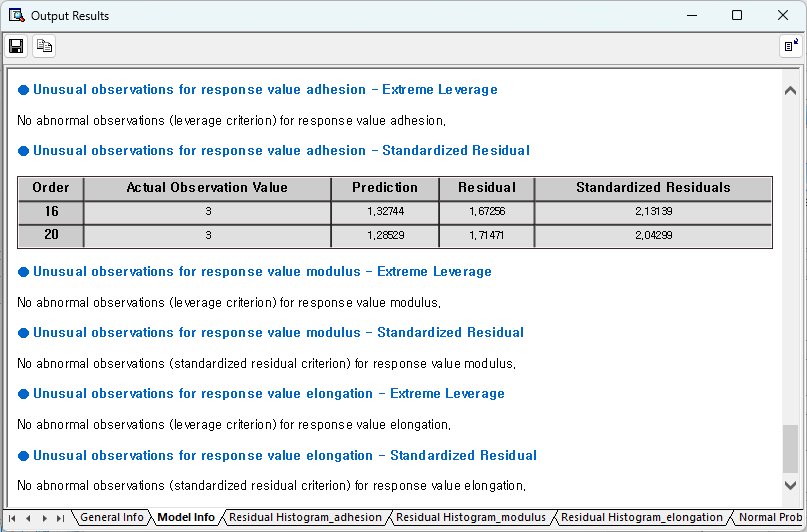 Output Results
Unusual observations for response value adhesion - Extreme Leverage
No abnormal observations (leverage criterion) for response value adhesion.
Unusual observations for response value adhesion - Standardized Residual
Order Actual Observation Value Prediction Residual Standardized Residuals
16 3 1.32744 1.67256 2.13139
20 3 1.28529 1.71471 2.04299
Unusual observations for response value modulus - Extreme Leverage
No abnormal observations (leverage criterion) for response value modulus.
Unusual observations for response value modulus - Standardized Residual
No abnormal observations (standardized residual criterion) for response value modulus.
Unusual observations for response value elongation - Extreme Leverage
No abnormal observations (leverage criterion) for response value elongation.
Unusual observations for response value elongation - Standardized Residual
No abnormal observations (standardized residual criterion) for response value elongation.
General Info Model Info Residual Histogram_adhesion Residual Histogram_modulus Residual Histogram_elongation Normal Prob